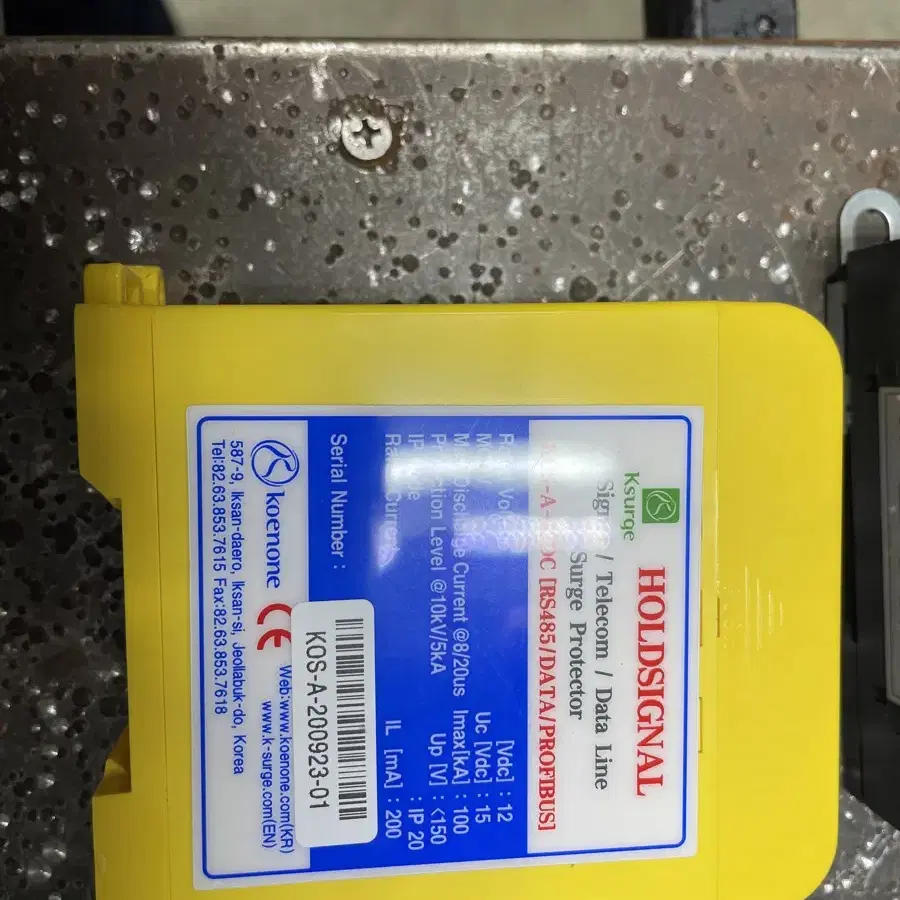 Ksurge
HOLDSIGNAL
/ Telecom / Data Line
Surge Protector
[RS485/DATA/PROFIBUS]
[Vdc] : 12
Uc [Vdc] : 15
Discharge Current @8/20us Imax[kA] : 100
Level @10kV/5kA Up [V] : <150
: IP 20
Current IL [mA] : 200
Serial Number :
KOS-A-200923-01
koenone
CE
Web:www.koenone.com(KR)
www.k-surge.com(EN)
587-9, Iksan-daero, Iksan-si, Jeollabuk-do, Korea
Tel:82.63.853.7615 Fax:82.63.853.7618